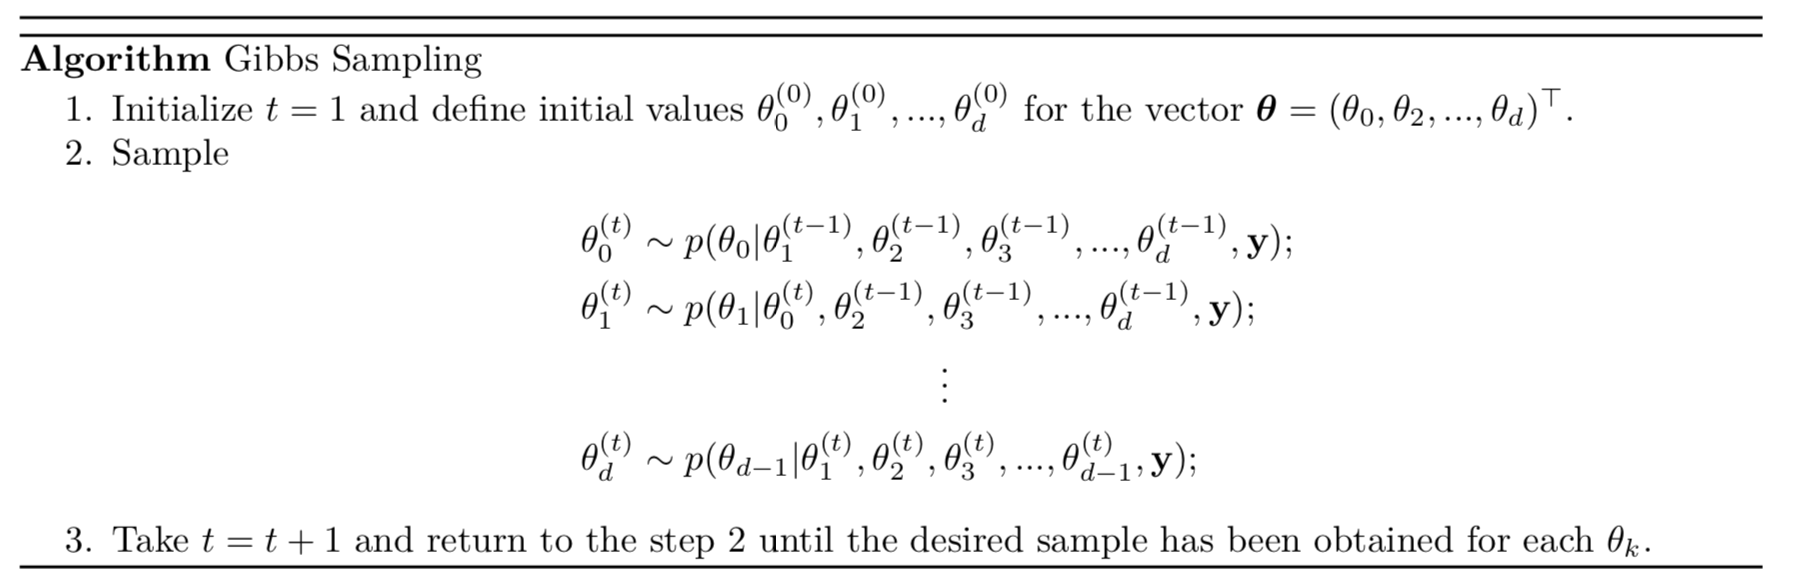 Algorithm Gibbs Sampling
1. Initialize $t = 1$ and define initial values $\theta_0^{(0)}, \theta_1^{(0)}, ..., \theta_d^{(0)}$ for the vector $\boldsymbol{\theta} = (\theta_0, \theta_2, ..., \theta_d)^\top$.
2. Sample
$\theta_0^{(t)} \sim p(\theta_0|\theta_1^{(t-1)}, \theta_2^{(t-1)}, \theta_3^{(t-1)}, ..., \theta_d^{(t-1)}, \mathbf{y});$
$\theta_1^{(t)} \sim p(\theta_1|\theta_0^{(t)}, \theta_2^{(t-1)}, \theta_3^{(t-1)}, ..., \theta_d^{(t-1)}, \mathbf{y});$
$\vdots$
$\theta_d^{(t)} \sim p(\theta_{d-1}|\theta_1^{(t)}, \theta_2^{(t)}, \theta_3^{(t)}, ..., \theta_{d-1}^{(t)}, \mathbf{y});$
3. Take $t = t + 1$ and return to the step 2 until the desired sample has been obtained for each $\theta_k$.